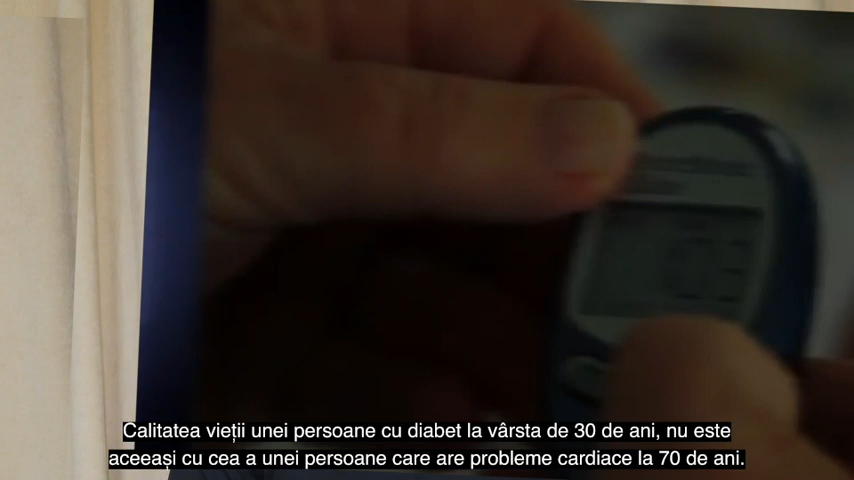 Calitatea vieții unei persoane cu diabet la vârsta de 30 de ani, nu este
aceeași cu cea a unei persoane care are probleme cardiace la 70 de ani.